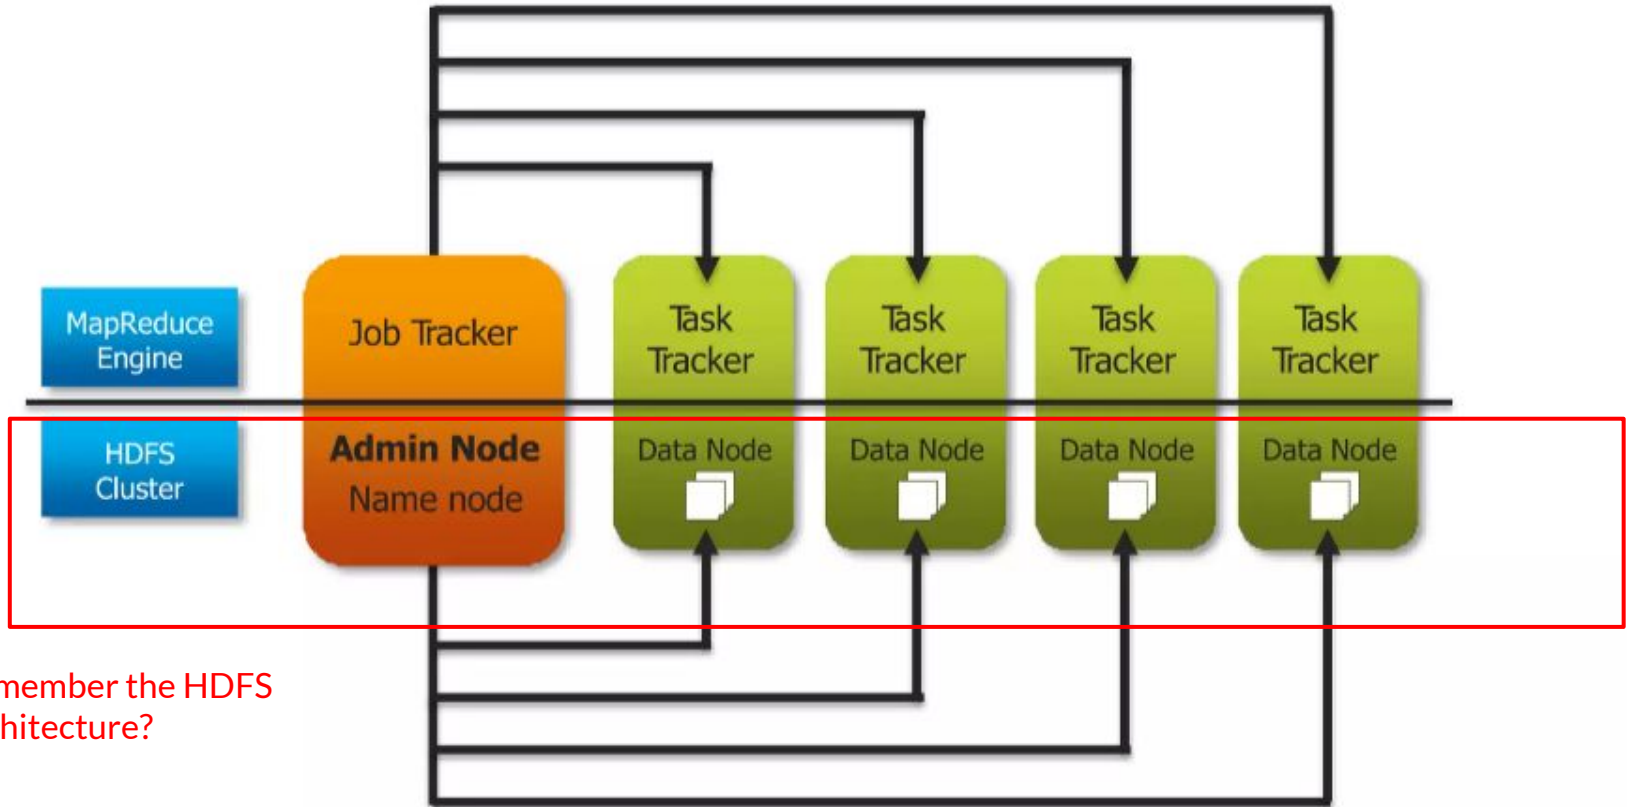 MapReduce
Engine
Job Tracker
Task
Tracker
Task
Tracker
Task
Tracker
Task
Tracker
HDFS
Cluster
Admin Node
Name node
Data Node
Data Node
Data Node
Data Node
member the HDFS
hitecture?